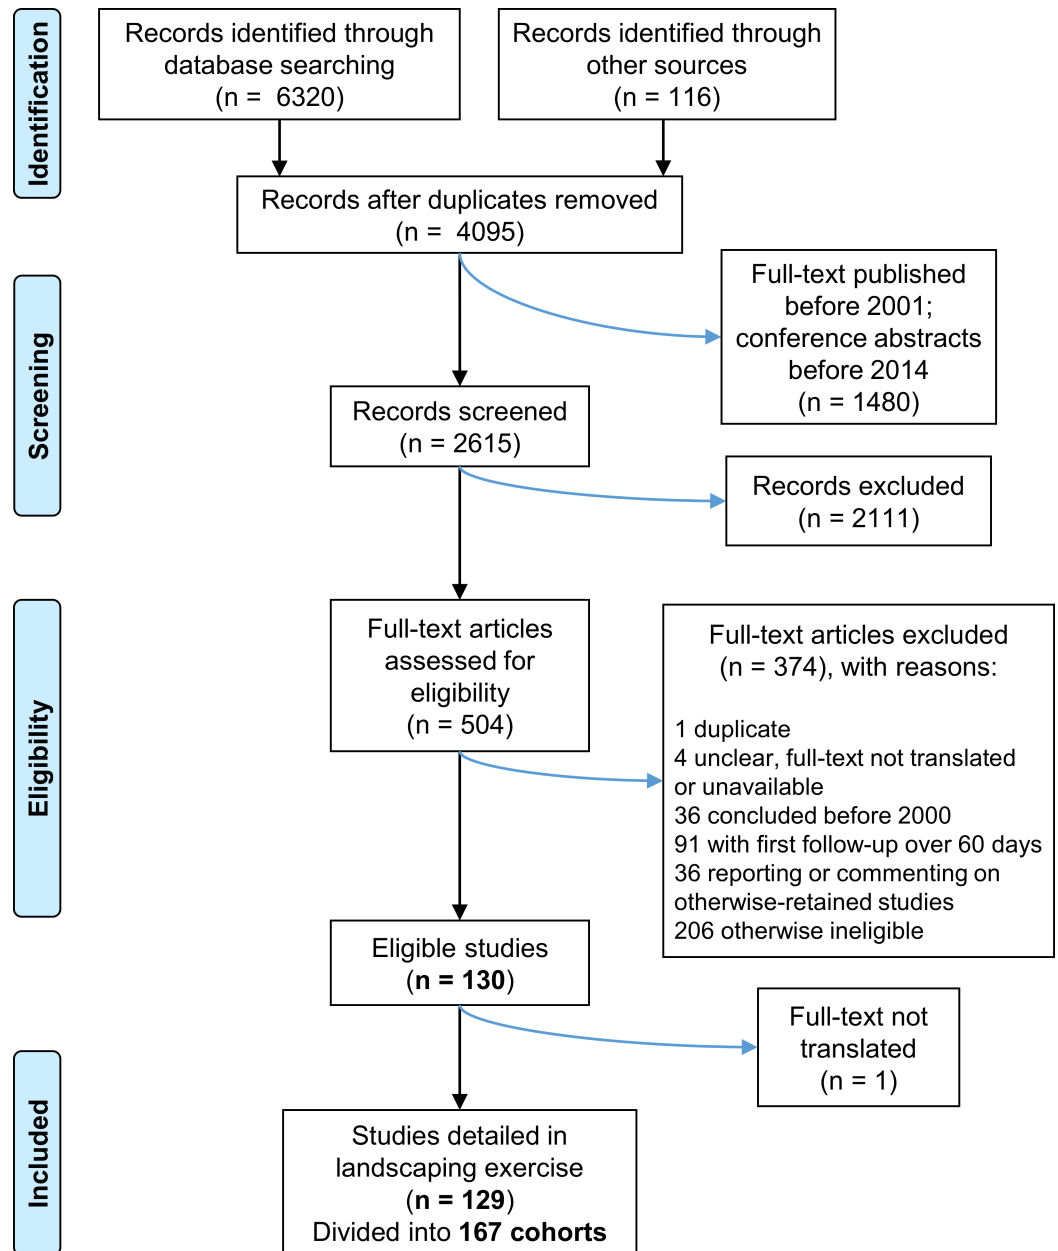 Identification
Records identified through
database searching
(n =  6320)
Records identified through
other sources
(n = 116)
Records after duplicates removed
(n =  4095)
Screening
Full-text published
before 2001;
conference abstracts
before 2014
(n = 1480)
Records screened
(n = 2615)
Records excluded
(n = 2111)
Eligibility
Full-text articles
assessed for
eligibility
(n = 504)
Full-text articles excluded
(n = 374), with reasons:
1 duplicate
4 unclear, full-text not translated
or unavailable
36 concluded before 2000
91 with first follow-up over 60 days
36 reporting or commenting on
otherwise-retained studies
206 otherwise ineligible
Eligible studies
(n = 130)
Full-text not
translated
(n = 1)
Included
Studies detailed in
landscaping exercise
(n = 129)
Divided into 167 cohorts